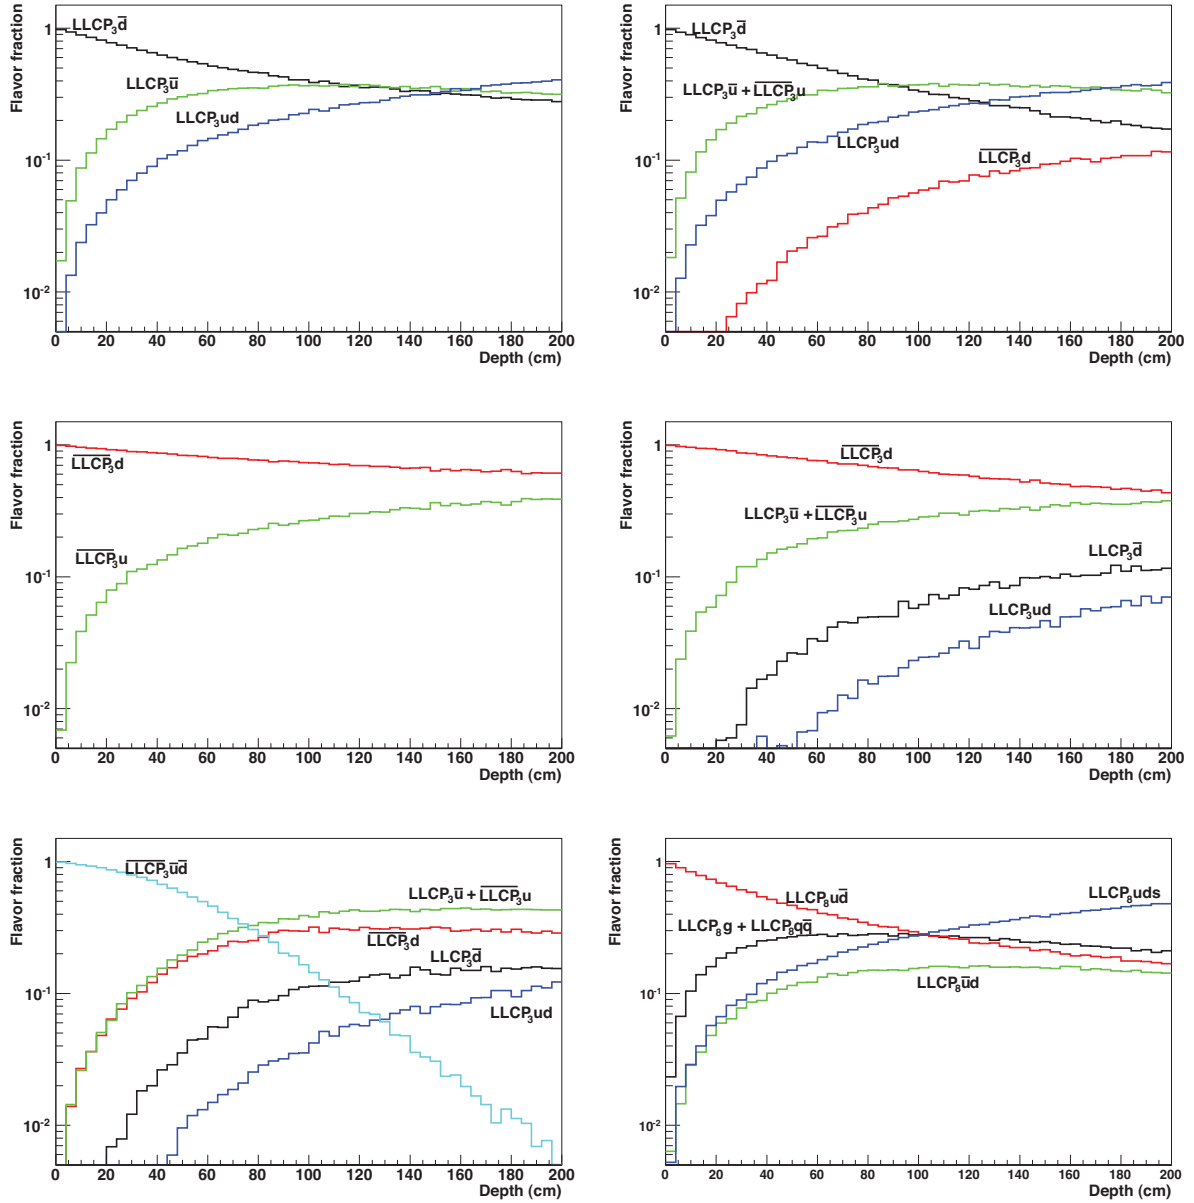 Flavor fraction
1
10⁻¹
10⁻²
LLCP₃d̅
LLCP₃u̅
LLCP₃ud
0 20 40 60 80 100 120 140 160 180 200
Depth (cm)
Flavor fraction
1
10⁻¹
10⁻²
LLCP₃d̅
LLCP₃u̅ + L̅L̅C̅P̅₃u
LLCP₃ud
L̅L̅C̅P̅₃d
0 20 40 60 80 100 120 140 160 180 200
Depth (cm)
Flavor fraction
1
10⁻¹
10⁻²
L̅L̅C̅P̅₃d
L̅L̅C̅P̅₃u
0 20 40 60 80 100 120 140 160 180 200
Depth (cm)
Flavor fraction
1
10⁻¹
10⁻²
L̅L̅C̅P̅₃d
LLCP₃u̅ + L̅L̅C̅P̅₃u
LLCP₃d̅
LLCP₃ud
0 20 40 60 80 100 120 140 160 180 200
Depth (cm)
Flavor fraction
1
10⁻¹
10⁻²
L̅L̅C̅P̅₃u̅d̅
LLCP₃u̅ + L̅L̅C̅P̅₃u
L̅L̅C̅P̅₃d
LLCP₃d̅
LLCP₃ud
0 20 40 60 80 100 120 140 160 180 200
Depth (cm)
Flavor fraction
1
10⁻¹
10⁻²
LLCP₈ud̅
LLCP₈uds
LLCP₈g + LLCP₈qq̅
LLCP₈u̅d
0 20 40 60 80 100 120 140 160 180 200
Depth (cm)